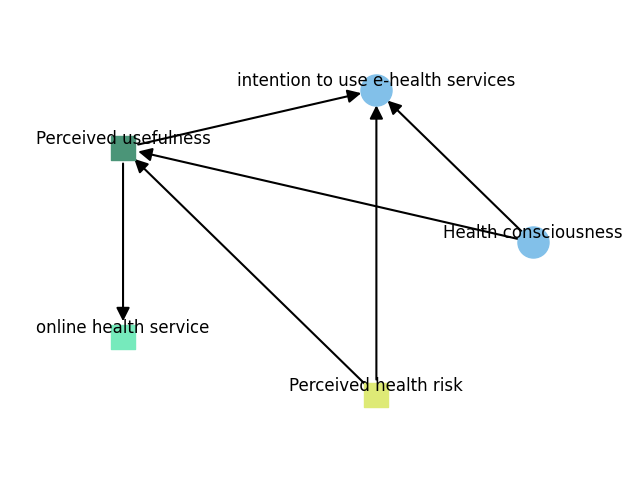 intention to use e-health services
Perceived usefulness
Health consciousness
online health service
Perceived health risk